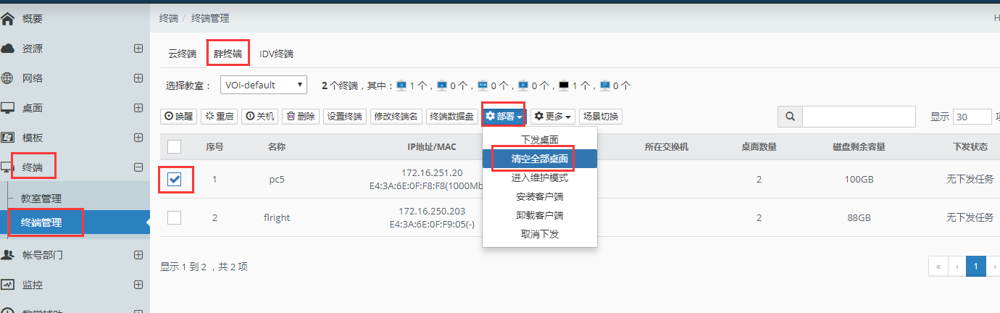 概要
资源
网络
桌面
模板
终端
教室管理
终端管理
帐号部门
监控
终端 / 终端管理
H
云终端 胖终端 IDV终端
选择教室： VOI-default 2 个终端，其中： 1 个， 0 个， 0 个， 0 个， 1 个， 0 个
唤醒 重启 关机 删除 设置终端 修改终端名 终端数据盘 部署 更多 场景切换 显示 30
下发桌面
清空全部桌面
进入维护模式
安装客户端
卸载客户端
取消下发
序号 名称 IP地址/MAC 所在交换机 桌面数量 磁盘剩余容量 下发状态
1 pc5 172.16.251.20 2 100GB 无下发任务
E4:3A:6E:0F:F8:F8(1000Mb
2 flright 172.16.250.203 2 88GB 无下发任务
E4:3A:6E:0F:F9:05(-)
显示 1 到 2 ，共 2 项
« ‹ 1 ›